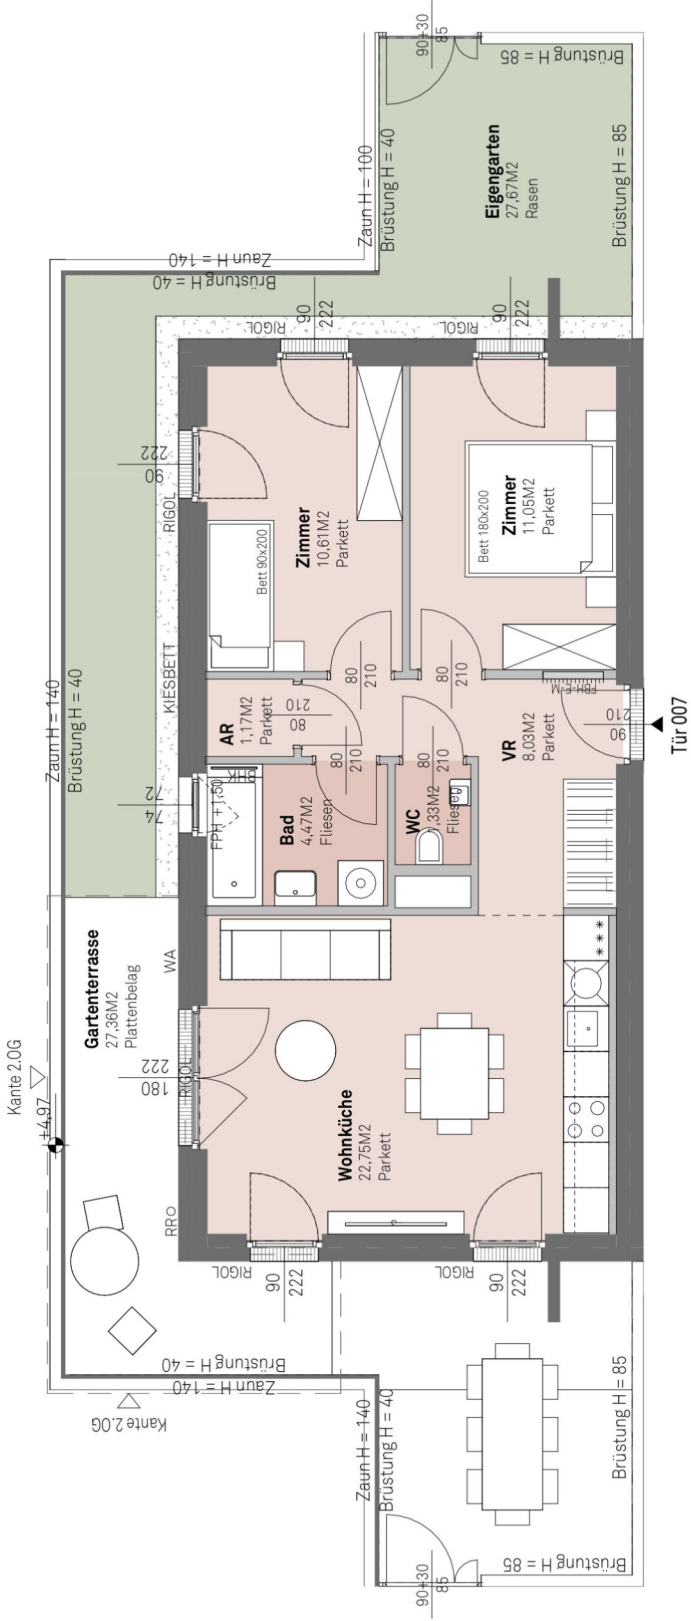 90+30
85
Brüstung H = 85
Zaun H = 100
Brüstung H = 40
Eigengarten
27,67M2
Rasen
Brüstung H = 85
Zaun H = 140
Brüstung H = 40
RIGOL
90
222
RIGOL
90
222
222
90
RIGOL
Bett 90x200
Zimmer
10,61M2
Parkett
Bett 180x200
Zimmer
11,05M2
Parkett
Zaun H = 140
Brüstung H = 40
KIESBETT
80
210
80
210
AR
1,17M2
Parkett
80
210
FBH-E-M
VR
8,03M2
Parkett
90
210
Tür 007
72
74
FPH +1,50
BHK
80
210
80
210
Bad
4,47M2
Fliesen
WC
,33M2
Fliesen
Gartenterrasse
27,36M2
Plattenbelag
WA
Kante 2.OG
+4,97
222
180
RIGOL
Wohnküche
22,75M2
Parkett
RRO
RIGOL
90
222
RIGOL
90
222
Brüstung H = 40
Zaun H = 140
Kante 2.OG
Zaun H = 140
Brüstung H = 40
Brüstung H = 85
90+30
85
Brüstung H = 85